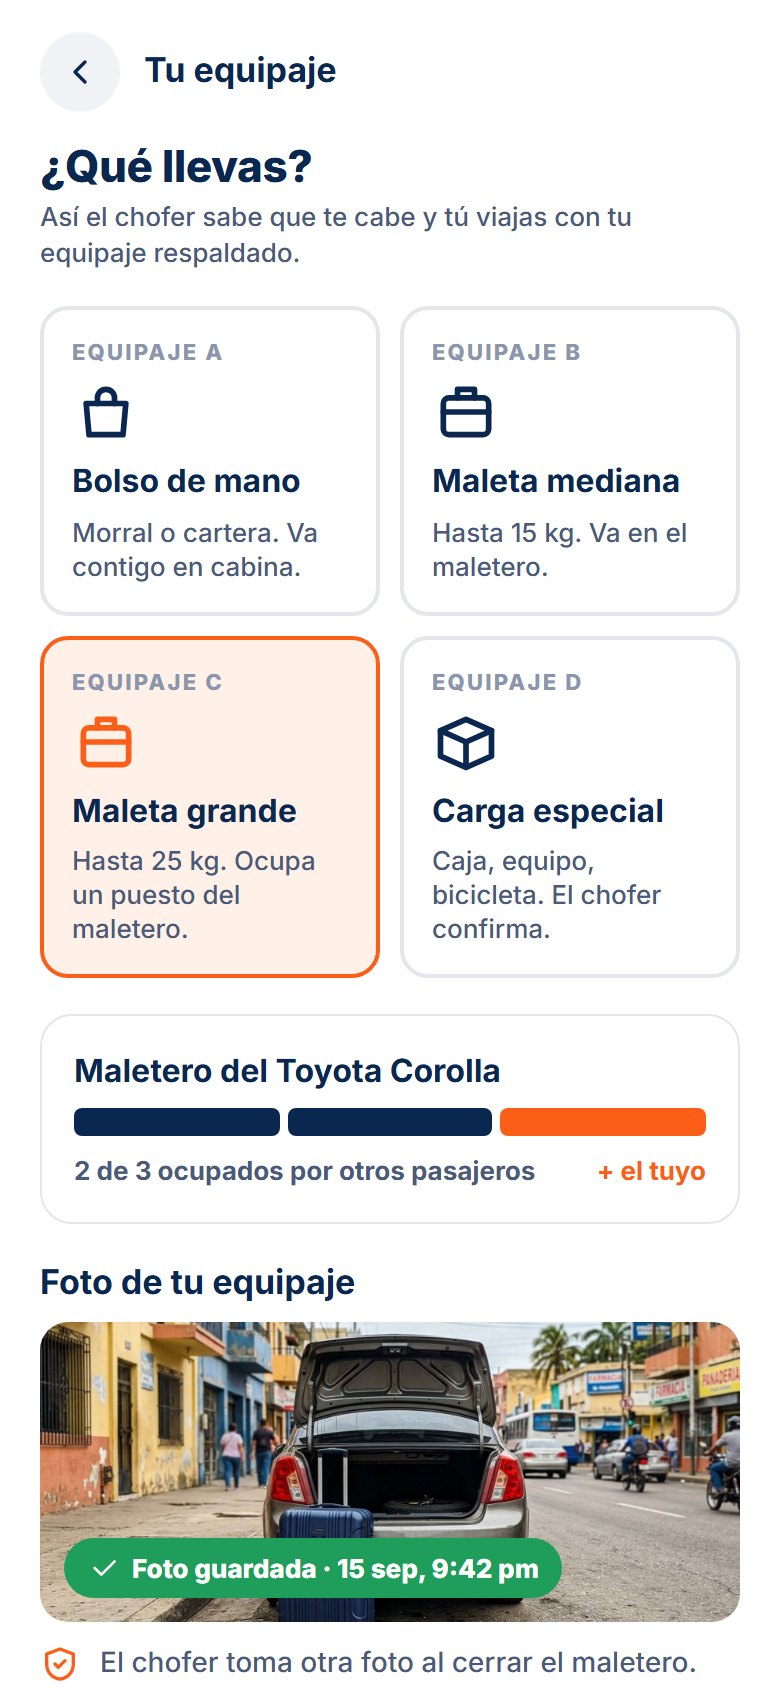 Tu equipaje
¿Qué llevas?
Así el chofer sabe que te cabe y tú viajas con tu
equipaje respaldado.
EQUIPAJE A
Bolso de mano
Morral o cartera. Va
contigo en cabina.
EQUIPAJE B
Maleta mediana
Hasta 15 kg. Va en el
maletero.
EQUIPAJE C
Maleta grande
Hasta 25 kg. Ocupa
un puesto del
maletero.
EQUIPAJE D
Carga especial
Caja, equipo,
bicicleta. El chofer
confirma.
Maletero del Toyota Corolla
2 de 3 ocupados por otros pasajeros
+ el tuyo
Foto de tu equipaje
FARMACIA
FARMACIA
PANADERIA
Foto guardada · 15 sep, 9:42 pm
El chofer toma otra foto al cerrar el maletero.